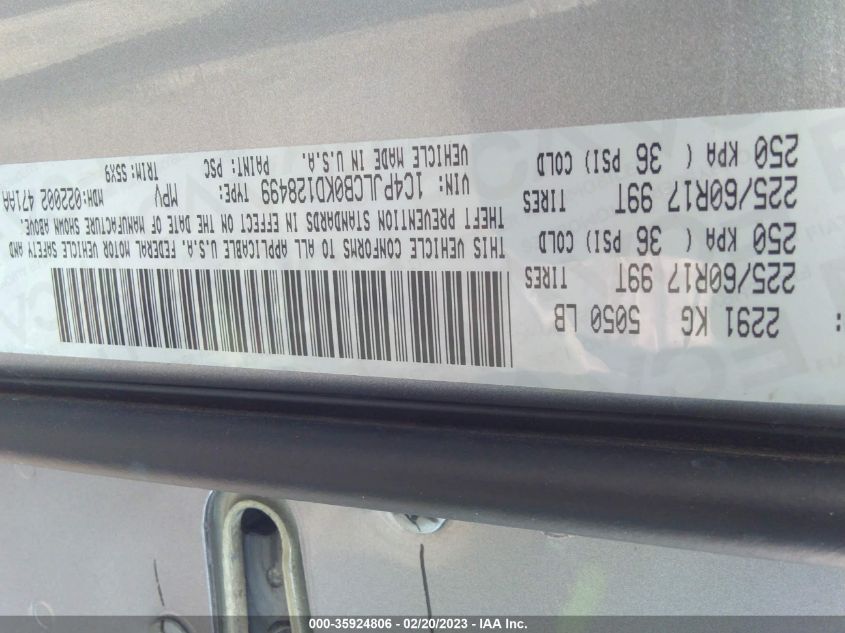 2291 KG 5050 LB
225/60R17 99T TIRES
250 KPA ( 36 PSI) COLD
225/60R17 99T TIRES
250 KPA ( 36 PSI) COLD
THIS VEHICLE CONFORMS TO ALL APPLICABLE U.S.A. FEDERAL MOTOR VEHICLE SAFETY AND
THEFT PREVENTION STANDARDS IN EFFECT ON THE DATE OF MANUFACTURE SHOWN ABOVE.
VIN: 1C4PJLCB0KD128499 TYPE: MPV MDH:022002 471AA
VEHICLE MADE IN U.S.A. PAINT: PSC TRIM: S5X9
000-35924806 - 02/20/2023 - IAA Inc.